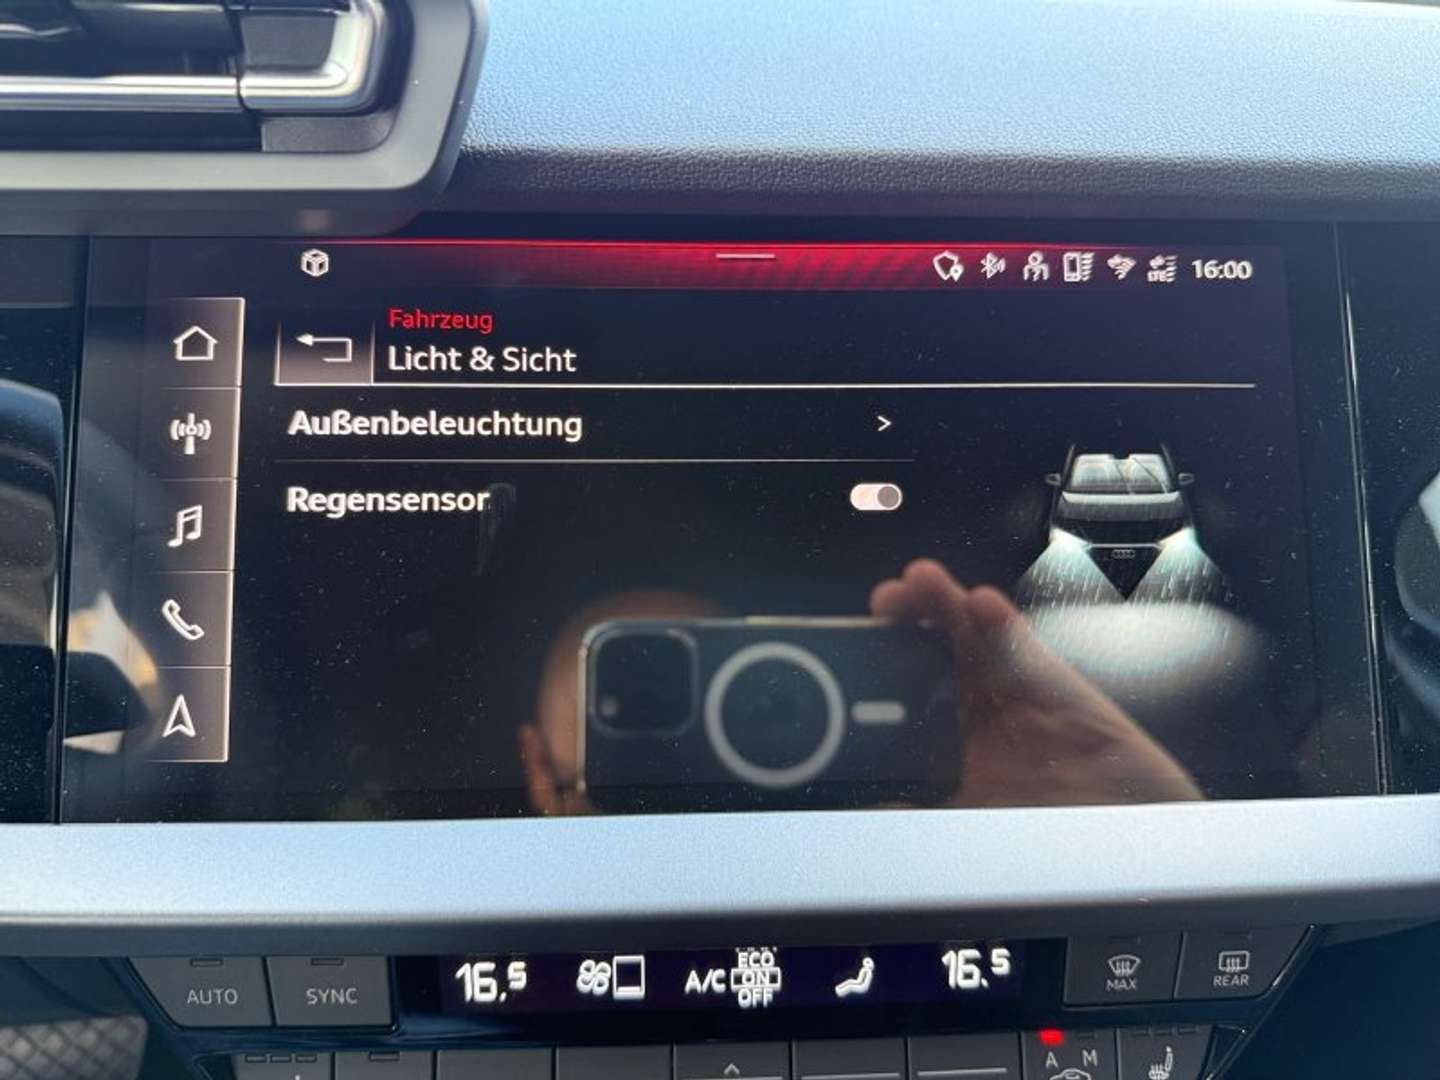 16:00
Fahrzeug
Licht & Sicht
Außenbeleuchtung >
Regensensor
AUTO
SYNC
16,5
A/C
ECO
ON
OFF
16.5
MAX
REAR
A M